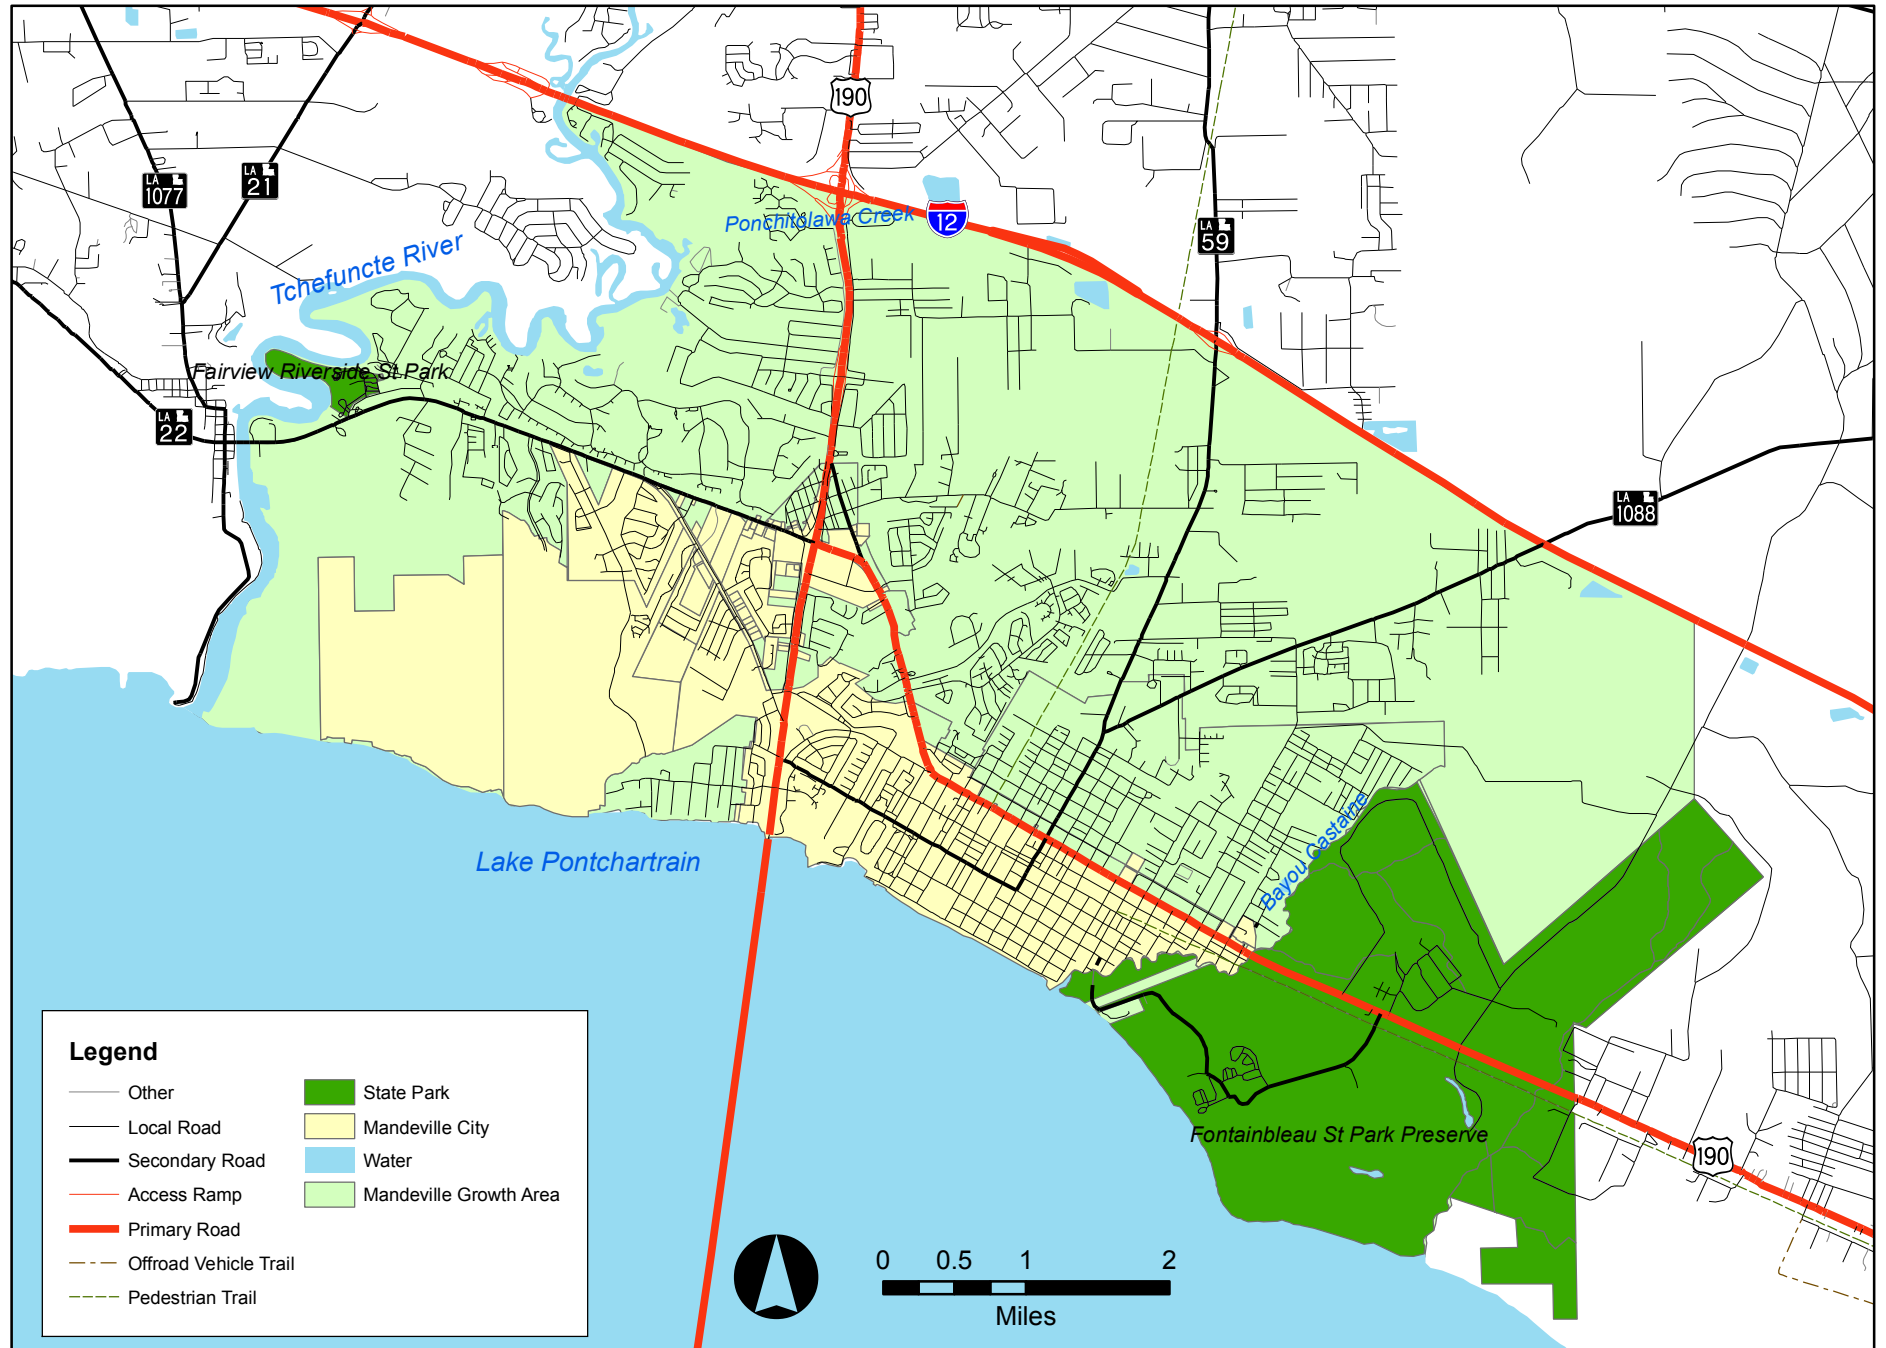 190
LA
1077
LA
21
Ponchitolawa Creek
12
LA
59
Tchefuncte River
Fairview Riverside St Park
LA
22
LA
1088
Bayou Castaine
Lake Pontchartrain
Fontainbleau St Park Preserve
190
Legend
Other
Local Road
Secondary Road
Access Ramp
Primary Road
Offroad Vehicle Trail
Pedestrian Trail
State Park
Mandeville City
Water
Mandeville Growth Area
0 0.5 1 2
Miles